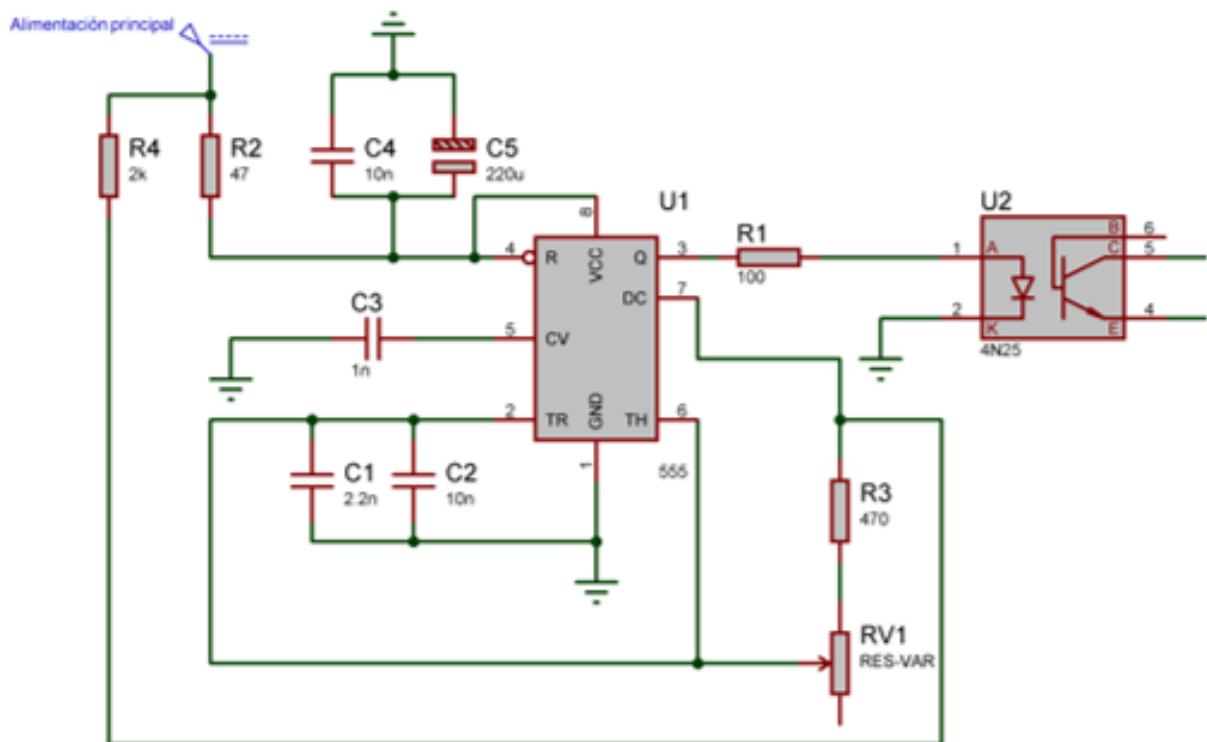 Alimentación principal
R4
2k
R2
47
C4
10n
C5
220u
U1
8
VCC
4
R
Q
3
DC
7
R1
100
U2
1
A
B
6
C
5
2
K
E
4
4N25
C3
1n
5
CV
2
TR
GND
TH
6
1
555
C1
2.2n
C2
10n
R3
470
RV1
RES-VAR